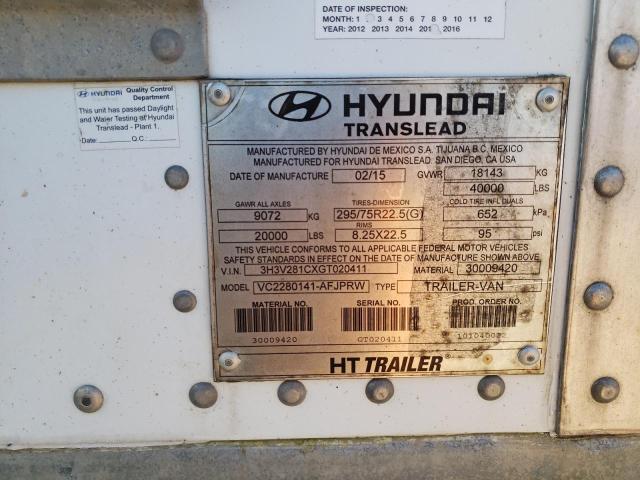 DATE OF INSPECTION:
MONTH: 1 3 4 5 6 7 8 9 10 11 12
YEAR: 2012 2013 2014 201 2016
HYUNDAI Quality Control
Department
This unit has passed Daylight
and Water Testing at Hyundai
Translead - Plant 1.
Date: Q.C.:
HYUNDAI
TRANSLEAD
MANUFACTURED BY HYUNDAI DE MEXICO S.A. TIJUANA B.C. MEXICO
MANUFACTURED FOR HYUNDAI TRANSLEAD. SAN DIEGO, CA USA
DATE OF MANUFACTURE 02/15 GVWR 18143 KG
40000 LBS
GAWR ALL AXLES TIRES-DIMENSION COLD TIRE INFL DUALS
9072 KG 295/75R22.5(G) 652 kPa
RIMS
20000 LBS 8.25X22.5 95 psi
THIS VEHICLE CONFORMS TO ALL APPLICABLE FEDERAL MOTOR VEHICLES
SAFETY STANDARDS IN EFFECT ON THE DATE OF MANUFACTURE SHOWN ABOVE.
V.I.N. 3H3V281CXGT020411 MATERIAL 30009420
MODEL VC2280141-AFJPRW TYPE TRAILER-VAN
MATERIAL NO. SERIAL NO. PROD. ORDER NO.
30009420 GT020411
HT TRAILER